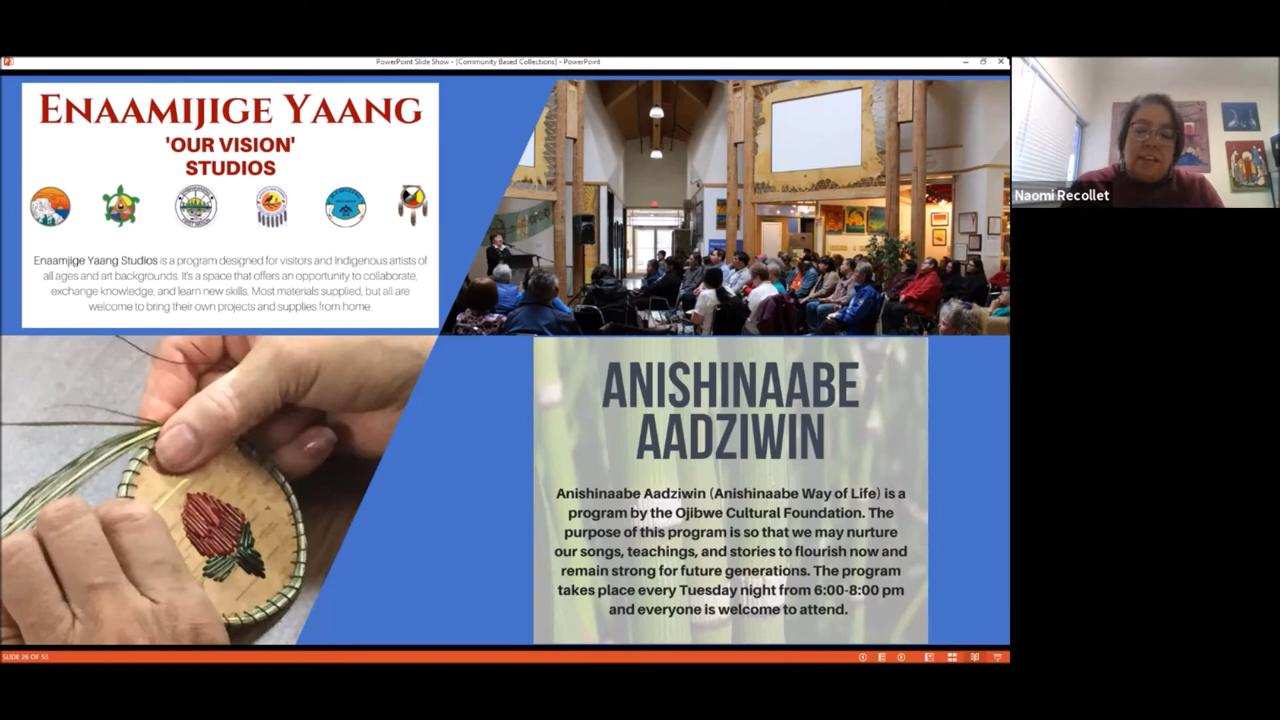 PowerPoint Slide Show - [Community Based Collections] - PowerPoint
ENAAMIJIGE YAANG
'OUR VISION'
STUDIOS
Enaamjige Yaang Studios is a program designed for visitors and Indigenous artists of
all ages and art backgrounds. It's a space that offers an opportunity to collaborate,
exchange knowledge, and learn new skills. Most materials supplied, but all are
welcome to bring their own projects and supplies from home.
Naomi Recollet
ANISHINAABE
AADZIWIN
Anishinaabe Aadziwin (Anishinaabe Way of Life) is a
program by the Ojibwe Cultural Foundation. The
purpose of this program is so that we may nurture
our songs, teachings, and stories to flourish now and
remain strong for future generations. The program
takes place every Tuesday night from 6:00-8:00 pm
and everyone is welcome to attend.
SLIDE 26 OF 53